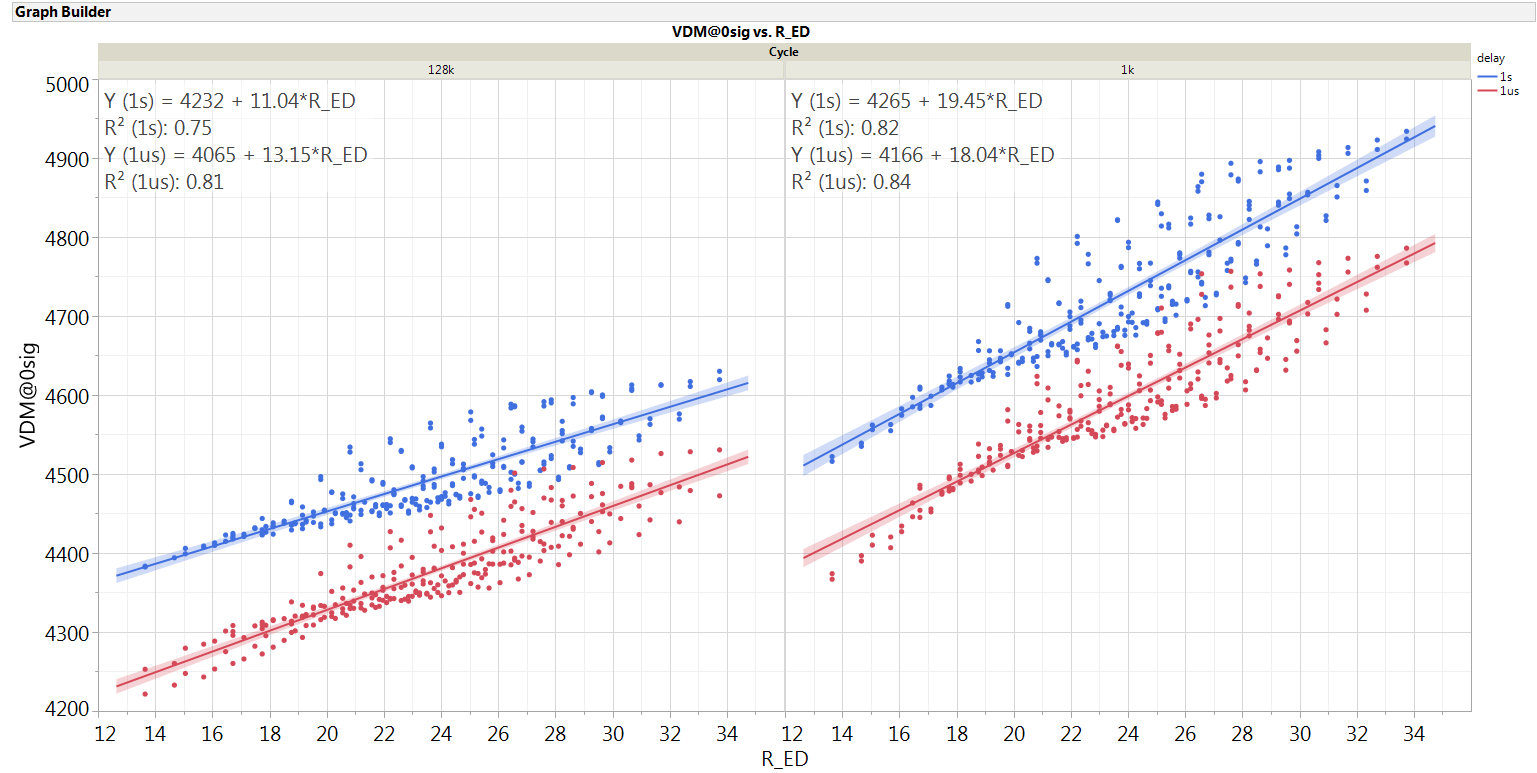 Graph Builder
VDM@0sig vs. R_ED
Cycle
128k
1k
delay
1s
1us
Y (1s) = 4232 + 11.04*R_ED
R² (1s): 0.75
Y (1us) = 4065 + 13.15*R_ED
R² (1us): 0.81
Y (1s) = 4265 + 19.45*R_ED
R² (1s): 0.82
Y (1us) = 4166 + 18.04*R_ED
R² (1us): 0.84
VDM@0sig
5000
4900
4800
4700
4600
4500
4400
4300
4200
12 14 16 18 20 22 24 26 28 30 32 34 12 14 16 18 20 22 24 26 28 30 32 34
R_ED